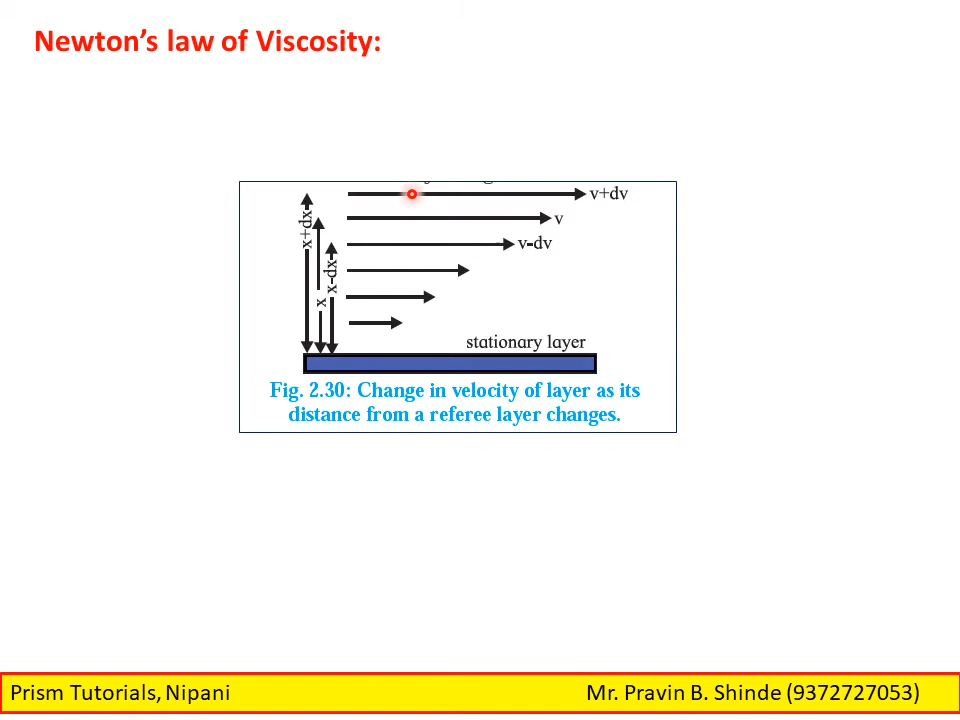 Newton’s law of Viscosity:
v+dv
v
v-dv
x+dx
x
x-dx
stationary layer
Fig. 2.30: Change in velocity of layer as its
distance from a referee layer changes.
Prism Tutorials, Nipani Mr. Pravin B. Shinde (9372727053)